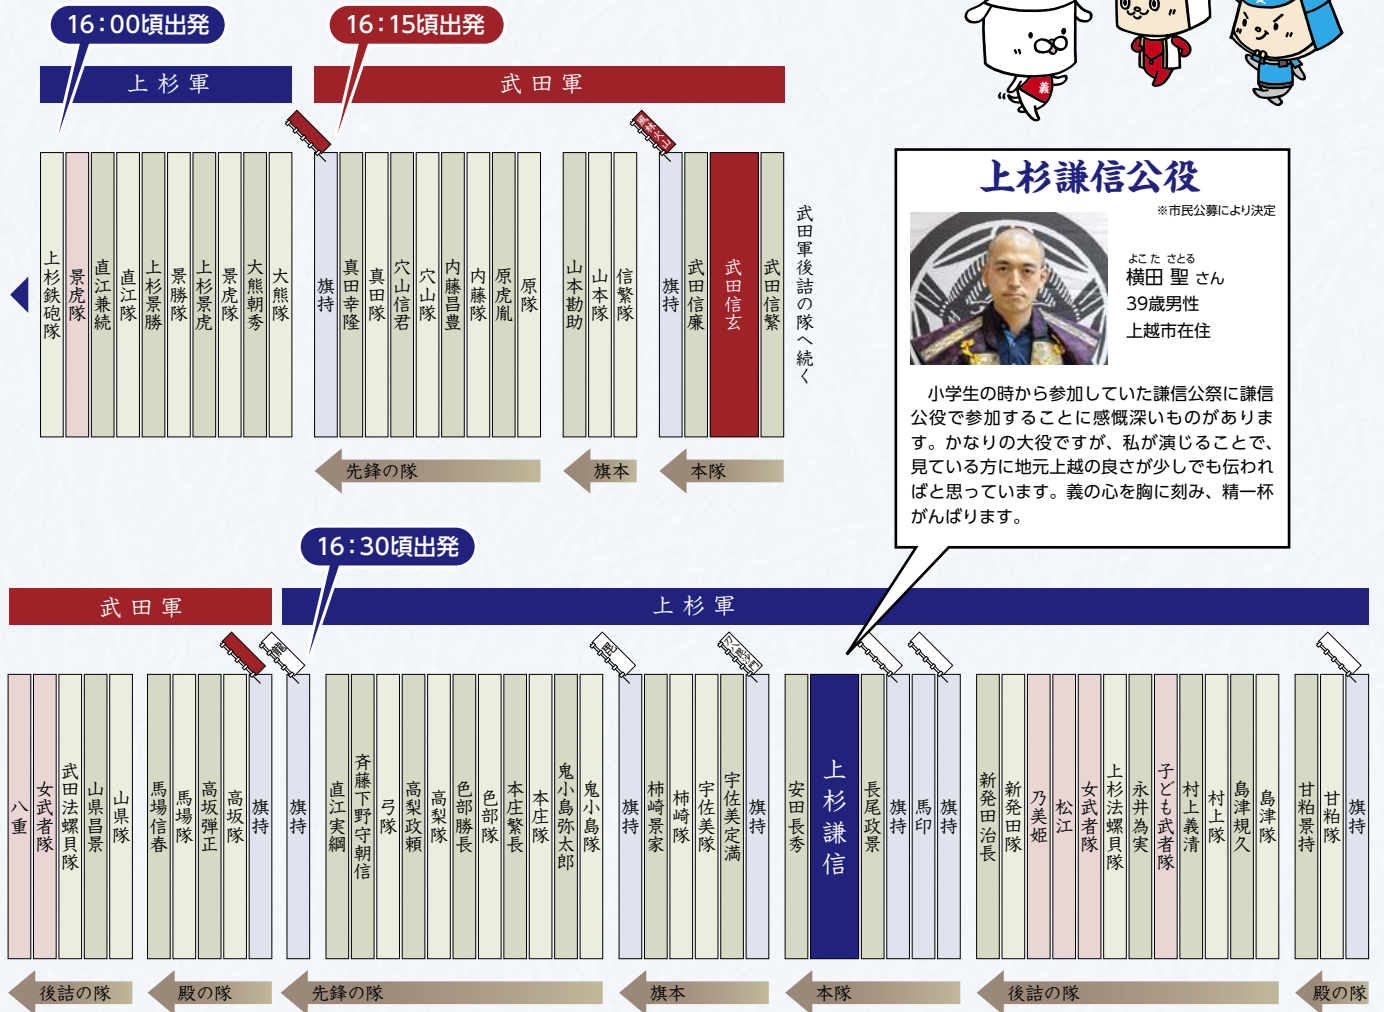 16：00頃出発
16：15頃出発
上杉軍
武田軍
義
風林火山
上杉鉄砲隊
景虎隊
直江兼続
直江隊
上杉景勝
景勝隊
上杉景虎
景虎隊
大熊朝秀
大熊隊
旗持
真田幸隆
真田隊
穴山信君
穴山隊
内藤昌豊
内藤隊
原虎胤
原隊
山本勘助
山本隊
信繁隊
旗持
武田信廉
武田信玄
武田信繁
武田軍後詰の隊へ続く
先鋒の隊
旗本
本隊
上杉謙信公役
※市民公募により決定
よこた さとる
横田 聖 さん
39歳男性
上越市在住
小学生の時から参加していた謙信公祭に謙信
公役で参加することに感慨深いものがありま
す。かなりの大役ですが、私が演じることで、
見ている方に地元上越の良さが少しでも伝われ
ばと思っています。義の心を胸に刻み、精一杯
がんばります。
16：30頃出発
武田軍
上杉軍
龍
毘
八重
女武者隊
武田法螺貝隊
山県昌景
山県隊
馬場信春
馬場隊
高坂弾正
高坂隊
旗持
旗持
直江実綱
斉藤下野守朝信
弓隊
高梨政頼
高梨隊
色部勝長
色部隊
本庄繁長
本庄隊
鬼小島弥太郎
鬼小島隊
旗持
柿崎景家
柿崎隊
宇佐美隊
宇佐美定満
旗持
安田長秀
上杉謙信
長尾政景
旗持
馬印
旗持
新発田治長
新発田隊
乃美姫
松江
女武者隊
上杉法螺貝隊
永井為実
子ども武者隊
村上義清
村上隊
島津規久
島津隊
甘粕景持
甘粕隊
旗持
後詰の隊
殿の隊
先鋒の隊
旗本
本隊
後詰の隊
殿の隊